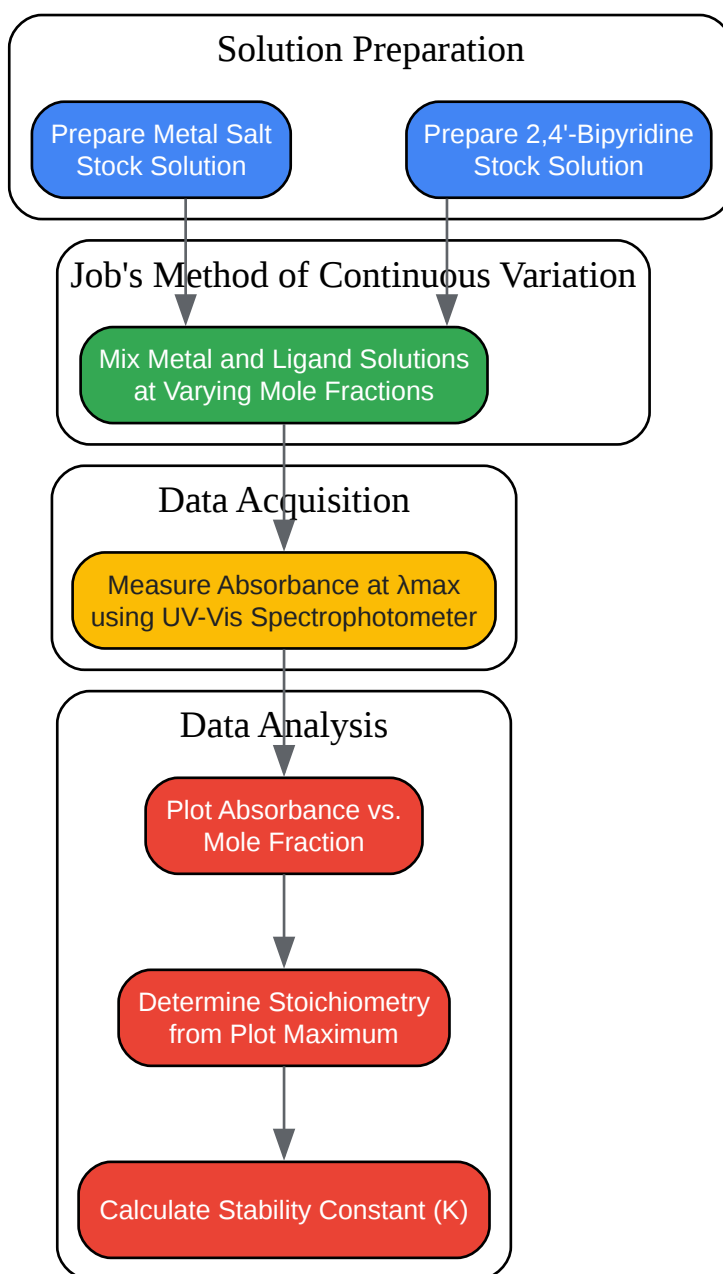 Solution Preparation
Prepare Metal Salt
Stock Solution
Prepare 2,4'-Bipyridine
Stock Solution
Job's Method of Continuous Variation
Mix Metal and Ligand Solutions
at Varying Mole Fractions
Data Acquisition
Measure Absorbance at λmax
using UV-Vis Spectrophotometer
Data Analysis
Plot Absorbance vs.
Mole Fraction
Determine Stoichiometry
from Plot Maximum
Calculate Stability Constant (K)